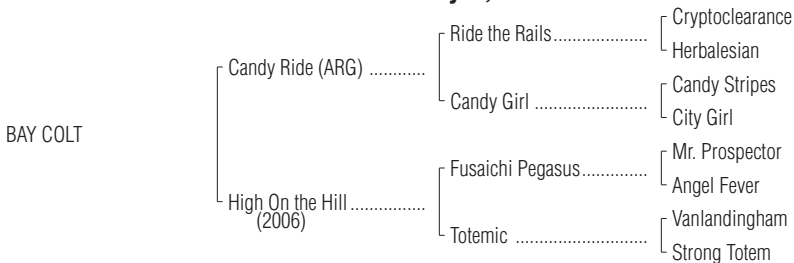 Cryptoclearance
Ride the Rails....................
Herbalesian
Candy Ride (ARG) ............
Candy Stripes
Candy Girl ........................
City Girl
BAY COLT
Mr. Prospector
Fusaichi Pegasus..............
Angel Fever
High On the Hill ................
(2006)
Vanlandingham
Totemic ............................
Strong Totem